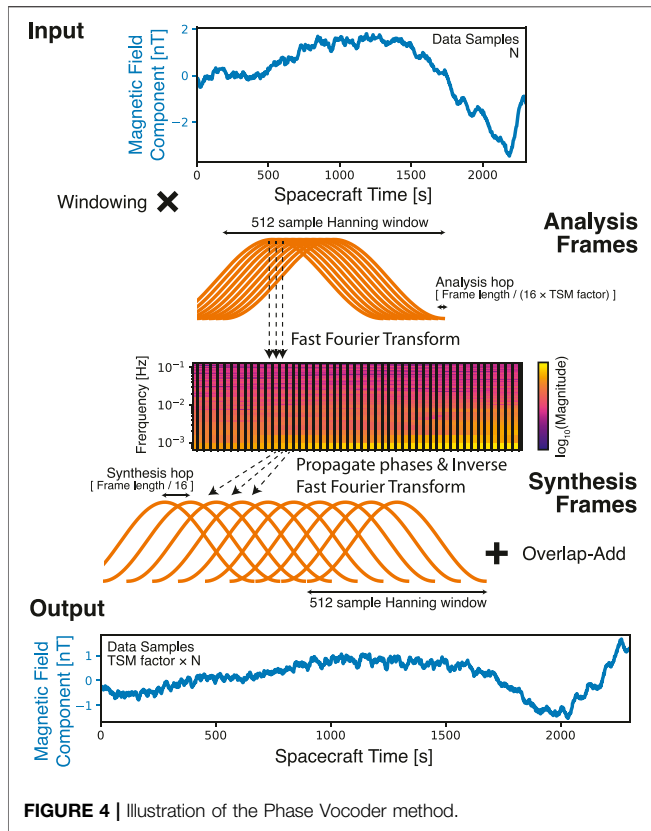 Input
Magnetic Field
Component [nT]
2
0
−2
Data Samples
N
0 500 1000 1500 2000
Spacecraft Time [s]
Windowing ×
512 sample Hanning window
Analysis
Frames
Analysis hop
[ Frame length / (16 × TSM factor) ]
Fast Fourier Transform
Frerquency [Hz]
10⁻¹
10⁻²
10⁻³
log₁₀(Magnitude)
Propagate phases & Inverse
Fast Fourier Transform
Synthesis hop
[ Frame length / 16 ]
Synthesis
Frames
+ Overlap-Add
512 sample Hanning window
Output
Magnetic Field
Component [nT]
1
0
−1
Data Samples
TSM factor × N
0 500 1000 1500 2000
Spacecraft Time [s]
FIGURE 4 | Illustration of the Phase Vocoder method.